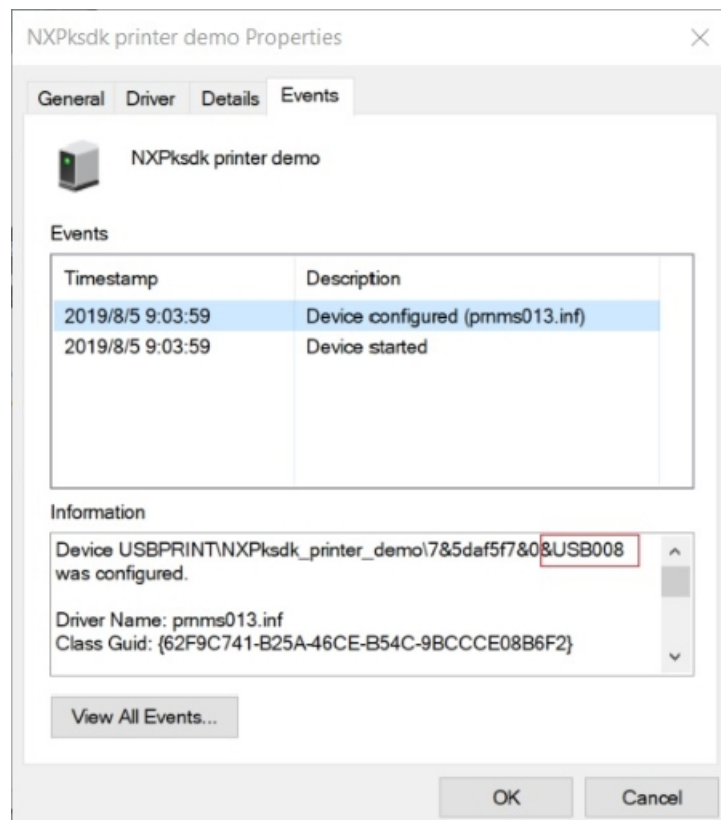 NXPksdk printer demo Properties
General Driver Details Events
NXPksdk printer demo
Events
Timestamp Description
2019/8/5 9:03:59 Device configured (prnms013.inf)
2019/8/5 9:03:59 Device started
Information
Device USBPRINT\NXPksdk_printer_demo\7&5daf5f7&0&USB008
was configured.
Driver Name: prnms013.inf
Class Guid: {62F9C741-B25A-46CE-B54C-9BCCCE08B6F2}
View All Events...
OK Cancel